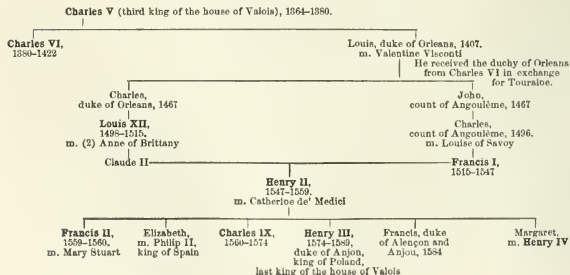 Charles V (third king of the house of Valois), 1364-1380.
Charles VI,
1380-1422
Louis, duke of Orleans, 1407.
m. Valentine Visconti
He received the duchy of Orleans
from Charles VI in exchange
for Touraine.
Charles,
duke of Orleans, 1467
John,
count of Angoulême, 1467
Louis XII,
1498-1515.
m. (2) Anne of Brittany
Charles,
count of Angoulême, 1496.
m. Louise of Savoy
Claude II
Francis I,
1515-1547
Henry II,
1547-1559.
m. Catherine de' Medici
Francis II,
1559-1560.
m. Mary Stuart
Elizabeth,
m. Philip II,
king of Spain
Charles IX,
1560-1574
Henry III,
1574-1589,
duke of Anjou,
king of Poland,
last king of the house of Valois
Francis, duke
of Alençon and
Anjou, 1584
Margaret.
m. Henry IV